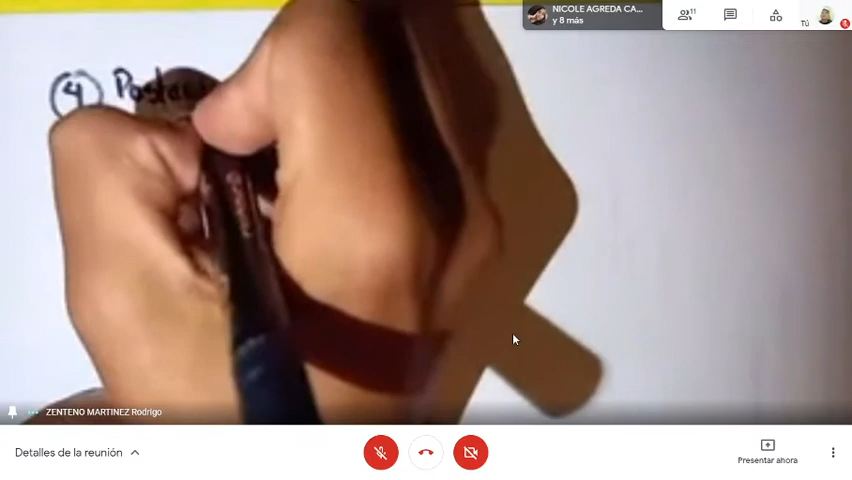 NICOLE AGREDA CA...
y 8 más
11
Tú
4
ZENTENO MARTINEZ Rodrigo
Detalles de la reunión
Presentar ahora